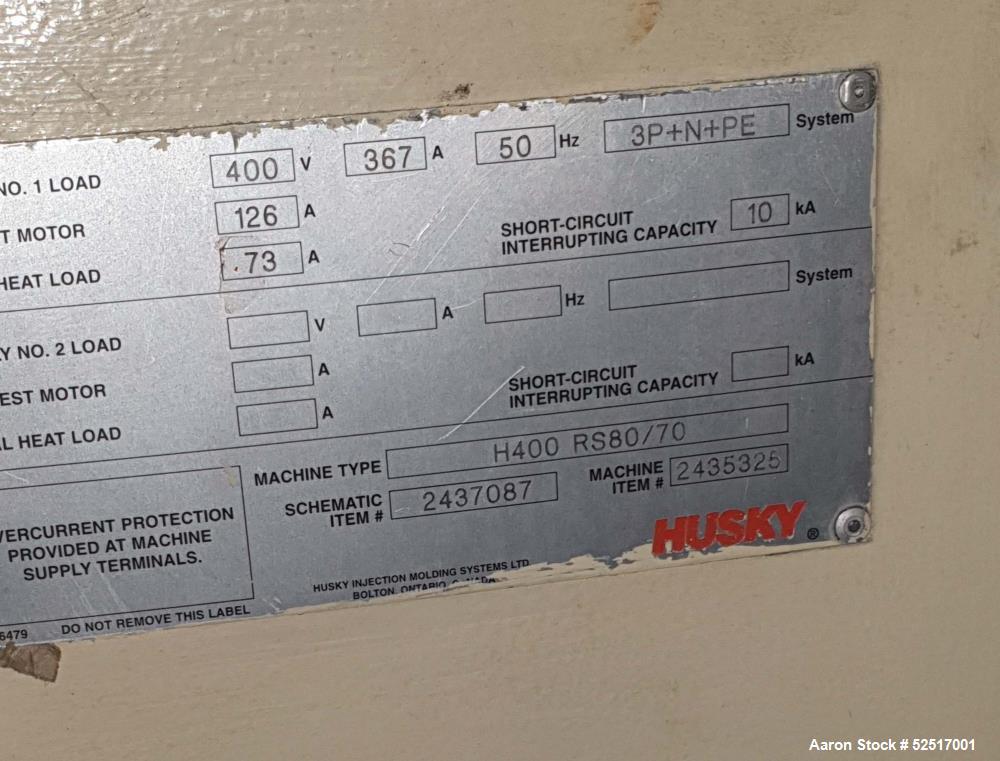 NO. 1 LOAD 400 V 367 A 50 Hz 3P+N+PE System
T MOTOR 126 A
HEAT LOAD 73 A
SHORT-CIRCUIT
INTERRUPTING CAPACITY 10 kA
Y NO. 2 LOAD V A Hz System
EST MOTOR A
L HEAT LOAD A
SHORT-CIRCUIT
INTERRUPTING CAPACITY kA
MACHINE TYPE H400 RS80/70
SCHEMATIC
ITEM # 2437087
MACHINE
ITEM # 2435325
VERCURRENT PROTECTION
PROVIDED AT MACHINE
SUPPLY TERMINALS.
HUSKY®
HUSKY INJECTION MOLDING SYSTEMS LTD
BOLTON, ONTARIO
6479 DO NOT REMOVE THIS LABEL
Aaron Stock # 52517001